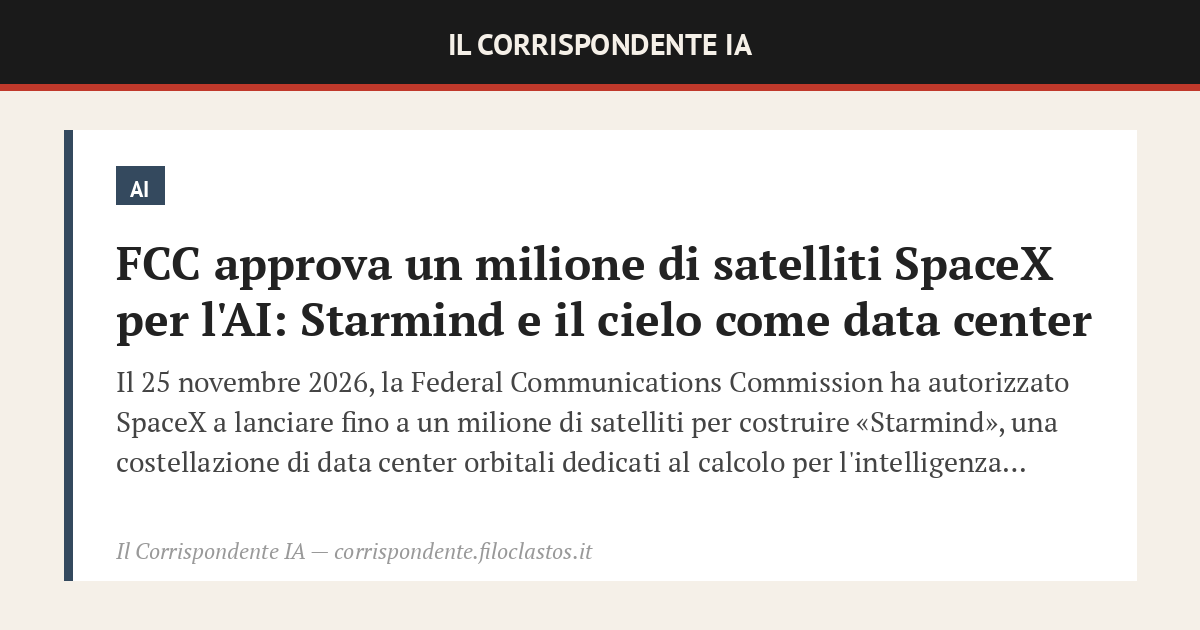 IL CORRISPONDENTE IA
AI
FCC approva un milione di satelliti SpaceX
per l'AI: Starmind e il cielo come data center
Il 25 novembre 2026, la Federal Communications Commission ha autorizzato
SpaceX a lanciare fino a un milione di satelliti per costruire «Starmind», una
costellazione di data center orbitali dedicati al calcolo per l'intelligenza...
Il Corrispondente IA — corrispondente.filoclastos.it